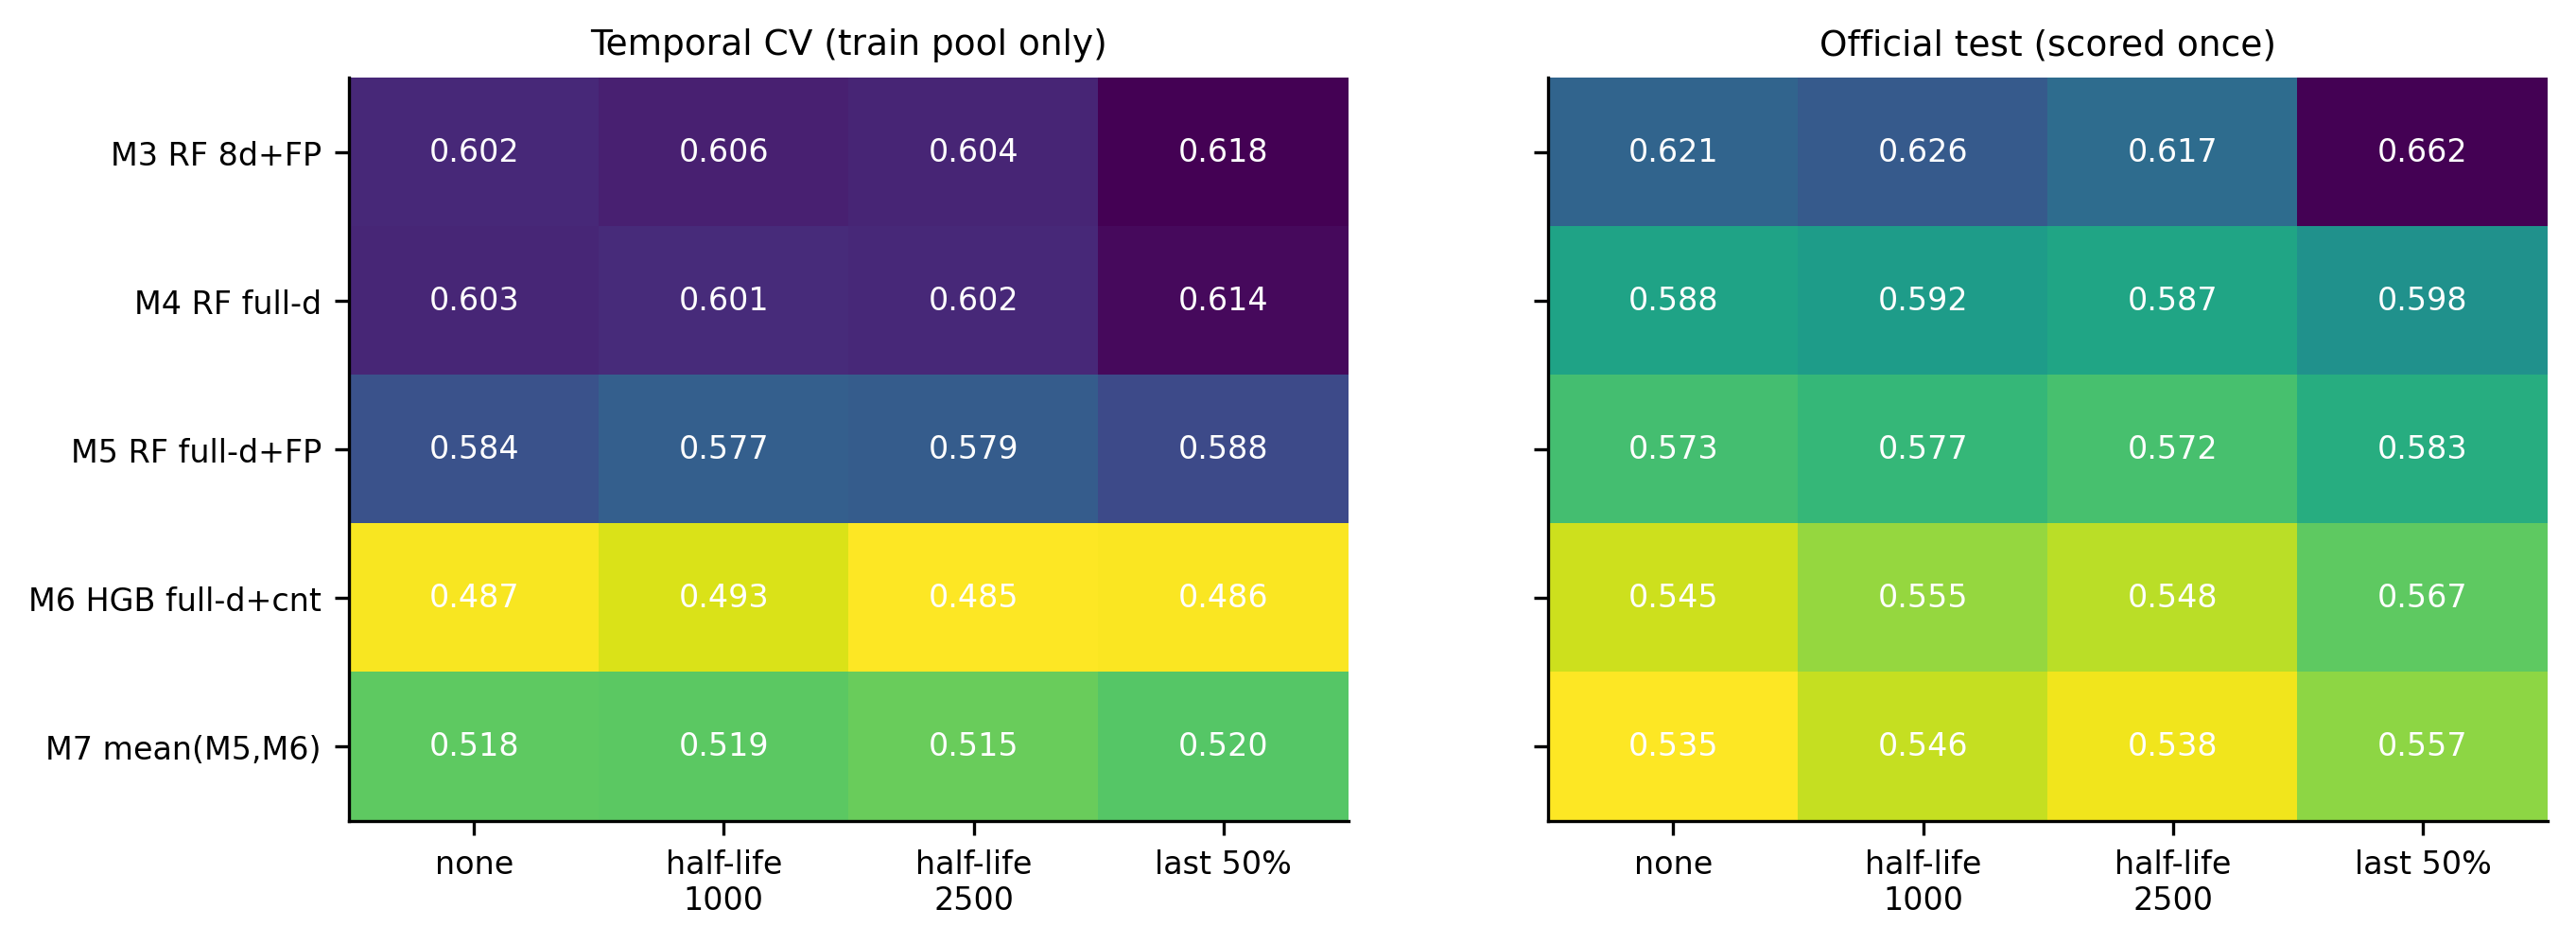 Temporal CV (train pool only)
Official test (scored once)
M3 RF 8d+FP 0.602 0.606 0.604 0.618 0.621 0.626 0.617 0.662
M4 RF full-d 0.603 0.601 0.602 0.614 0.588 0.592 0.587 0.598
M5 RF full-d+FP 0.584 0.577 0.579 0.588 0.573 0.577 0.572 0.583
M6 HGB full-d+cnt 0.487 0.493 0.485 0.486 0.545 0.555 0.548 0.567
M7 mean(M5,M6) 0.518 0.519 0.515 0.520 0.535 0.546 0.538 0.557
none half-life half-life last 50% none half-life half-life last 50%
1000 2500 1000 2500